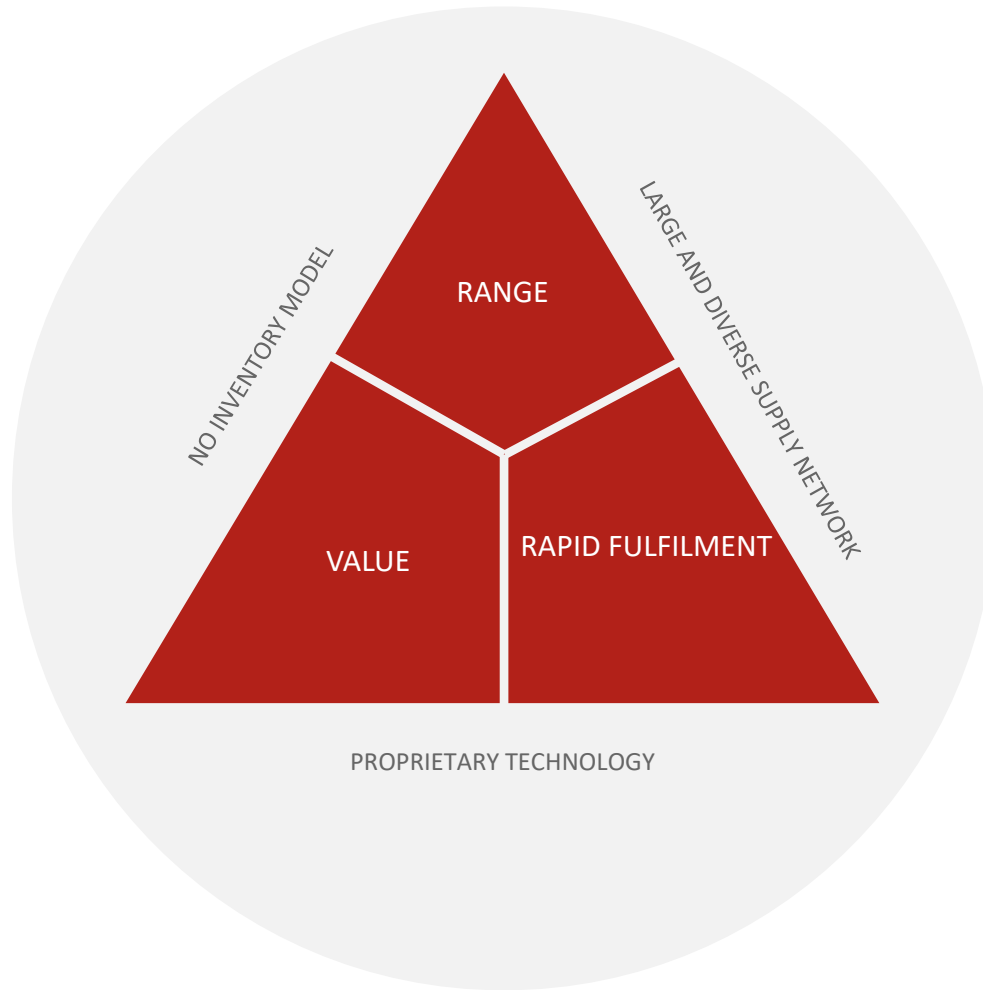 NO INVENTORY MODEL
LARGE AND DIVERSE SUPPLY NETWORK
RANGE
VALUE
RAPID FULFILMENT
PROPRIETARY TECHNOLOGY